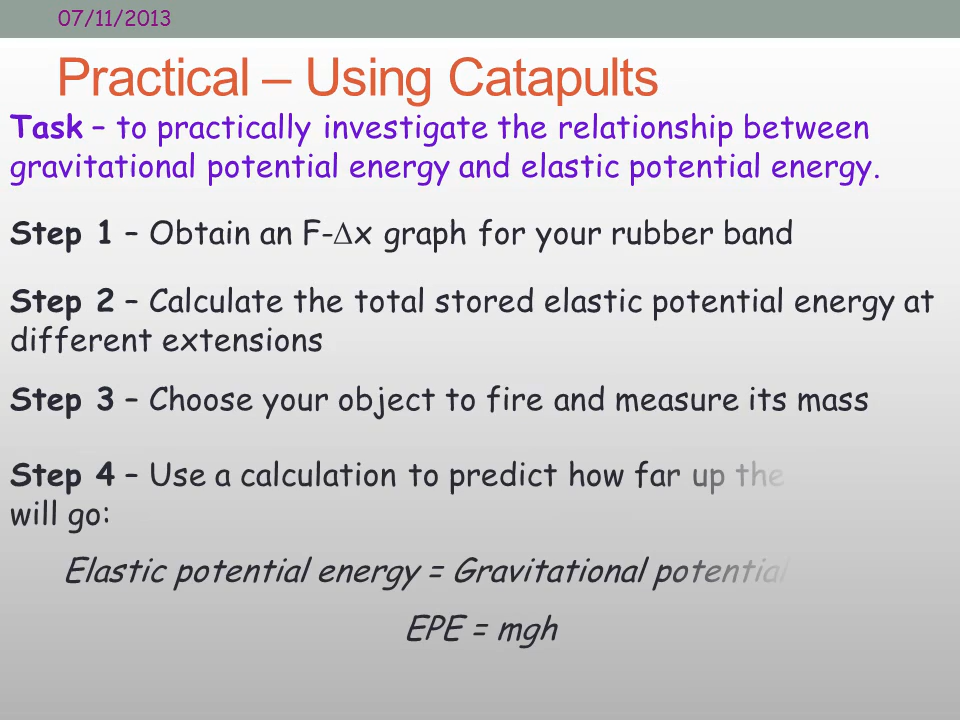 07/11/2013
Practical – Using Catapults
Task – to practically investigate the relationship between
gravitational potential energy and elastic potential energy.
Step 1 – Obtain an F-∆x graph for your rubber band
Step 2 – Calculate the total stored elastic potential energy at
different extensions
Step 3 – Choose your object to fire and measure its mass
Step 4 – Use a calculation to predict how far up the
will go:
Elastic potential energy = Gravitational potential
EPE = mgh